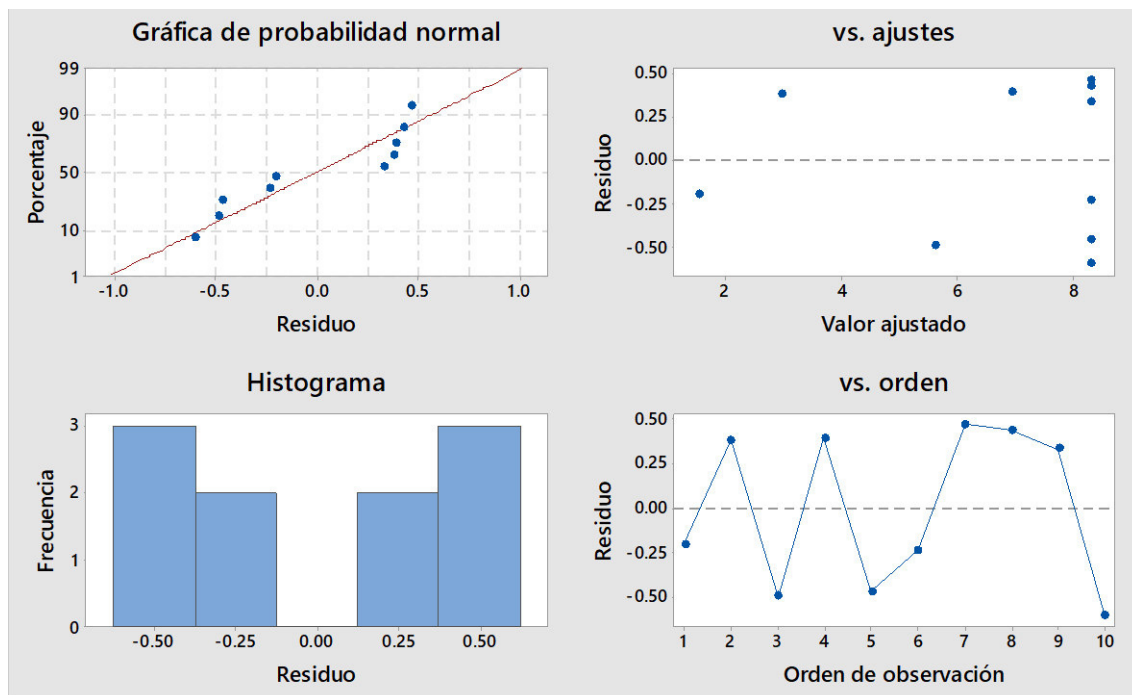 Gráfica de probabilidad normal
99
90
50
10
1
Porcentaje
-1.0 -0.5 0.0 0.5 1.0
Residuo
vs. ajustes
0.50
0.25
0.00
-0.25
-0.50
Residuo
2 4 6 8
Valor ajustado
Histograma
3
2
1
0
Frecuencia
-0.50 -0.25 0.00 0.25 0.50
Residuo
vs. orden
0.50
0.25
0.00
-0.25
-0.50
Residuo
1 2 3 4 5 6 7 8 9 10
Orden de observación